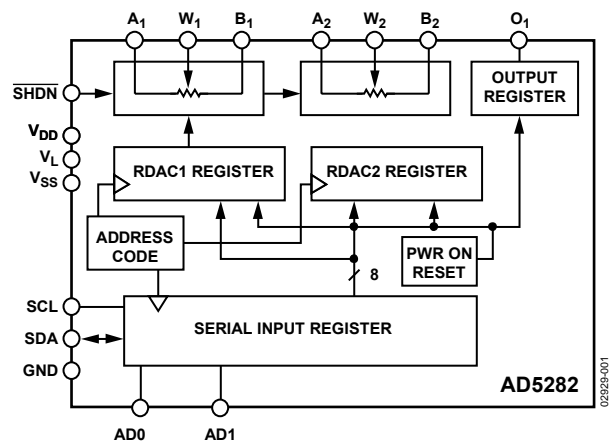 A1 W1 B1 A2 W2 B2 O1
SHDN
OUTPUT
REGISTER
VDD
VL
VSS
RDAC1 REGISTER
RDAC2 REGISTER
ADDRESS
CODE
PWR ON
RESET
8
SCL
SDA
GND
SERIAL INPUT REGISTER
AD5282
AD0 AD1
02929-001